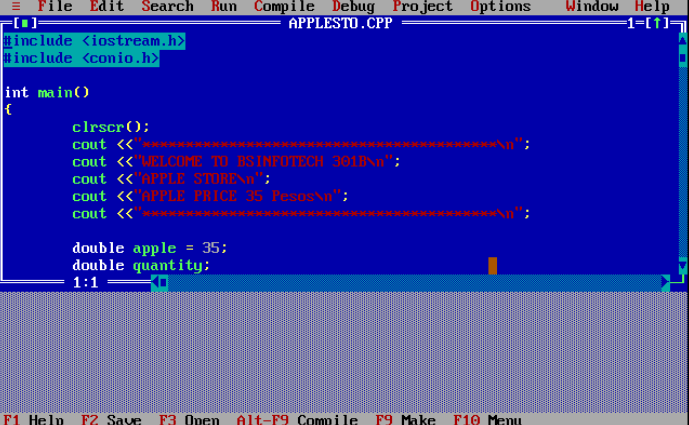 ≡ File Edit Search Run Compile Debug Project Options Window Help
[■] APPLESTO.CPP 1=[↑]
#include <iostream.h>
#include <conio.h>
int main()
{
clrscr();
cout <<"*****************************************\n";
cout <<"WELCOME TO BSINFOTECH 301B\n";
cout <<"APPLE STORE\n";
cout <<"APPLE PRICE 35 Pesos\n";
cout <<"*****************************************\n";
double apple = 35;
double quantity;
1:1
F1 Help F2 Save F3 Open Alt-F9 Compile F9 Make F10 Menu